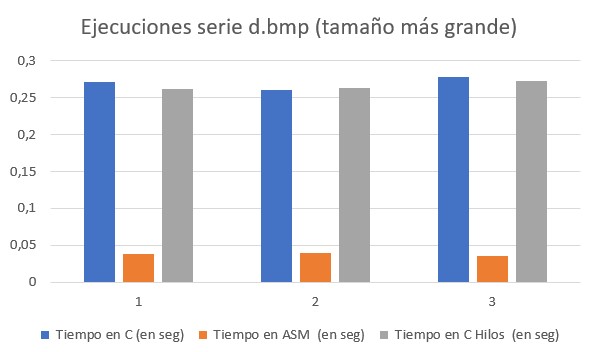 Ejecuciones serie d.bmp (tamaño más grande)
0,3
0,25
0,2
0,15
0,1
0,05
0
1 2 3
Tiempo en C (en seg) Tiempo en ASM (en seg) Tiempo en C Hilos (en seg)